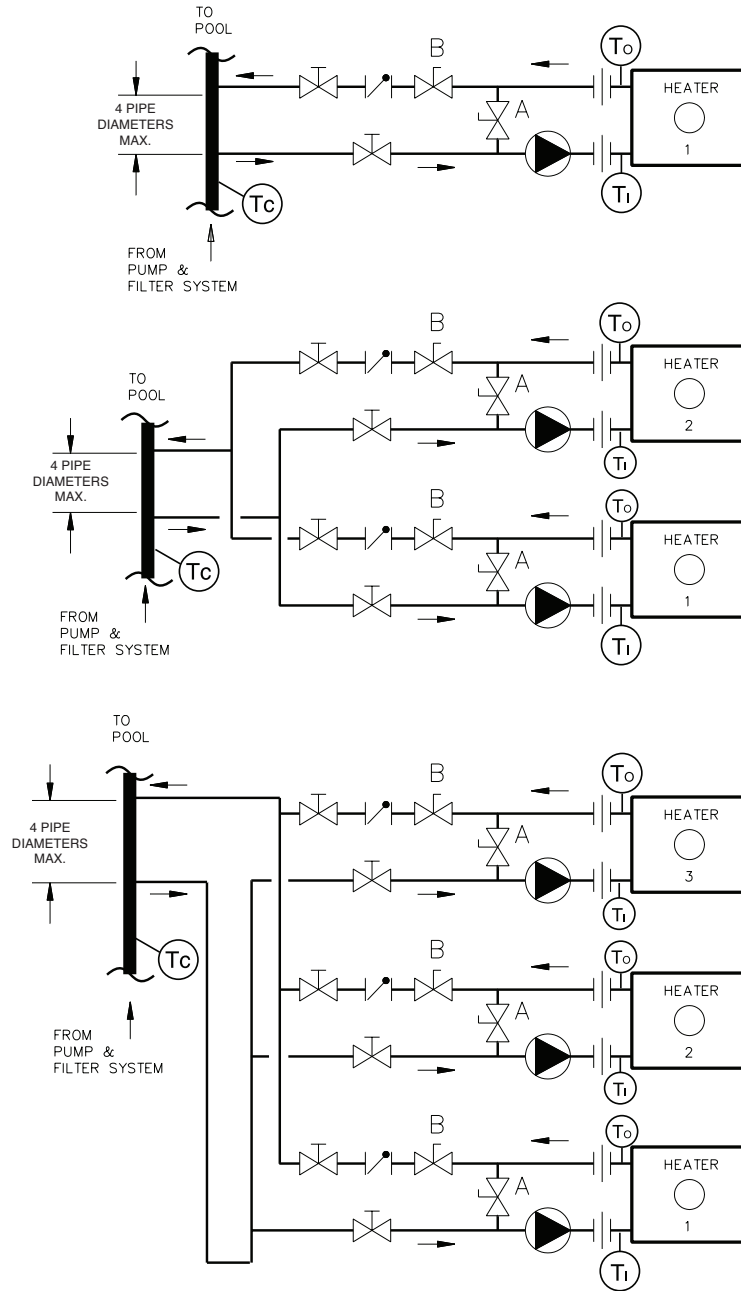 TO
POOL
B
To
HEATER
1
4 PIPE
DIAMETERS
MAX.
A
TI
Tc
FROM
PUMP &
FILTER SYSTEM
TO
POOL
B
To
HEATER
2
A
4 PIPE
DIAMETERS
MAX.
TI
B
To
HEATER
1
Tc
A
FROM
PUMP &
FILTER SYSTEM
TI
TO
POOL
B
To
HEATER
3
4 PIPE
DIAMETERS
MAX.
A
TI
Tc
B
To
HEATER
2
A
FROM
PUMP &
FILTER SYSTEM
TI
B
To
HEATER
1
A
TI